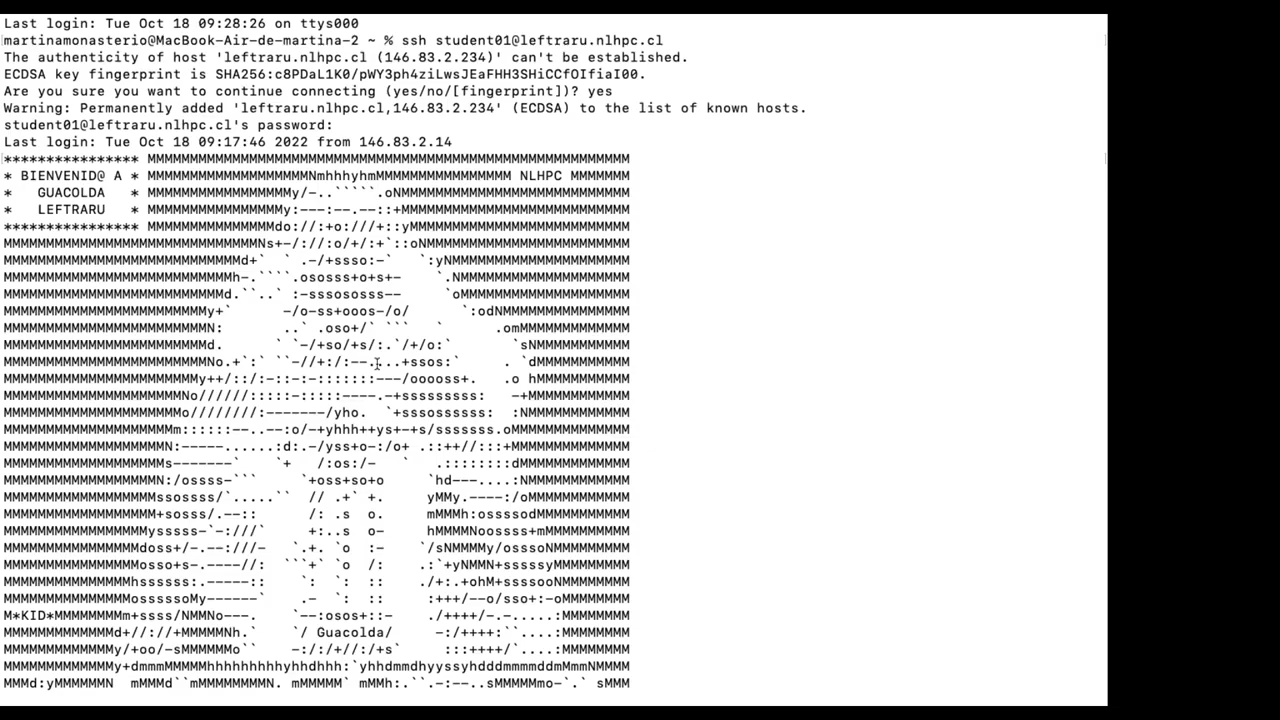 Last login: Tue Oct 18 09:28:26 on ttys000
martinamonasterio@MacBook-Air-de-martina-2 ~ % ssh student01@leftraru.nlhpc.cl
The authenticity of host 'leftraru.nlhpc.cl (146.83.2.234)' can't be established.
ECDSA key fingerprint is SHA256:c8PDaL1K0/pWY3ph4ziLwsJEaFHH3SHiCCfOIfiaI00.
Are you sure you want to continue connecting (yes/no/[fingerprint])? yes
Warning: Permanently added 'leftraru.nlhpc.cl,146.83.2.234' (ECDSA) to the list of known hosts.
student01@leftraru.nlhpc.cl's password:
Last login: Tue Oct 18 09:17:46 2022 from 146.83.2.14
* BIENVENID@ A * NLHPC
* GUACOLDA *
* LEFTRARU *
*KID*
Guacolda